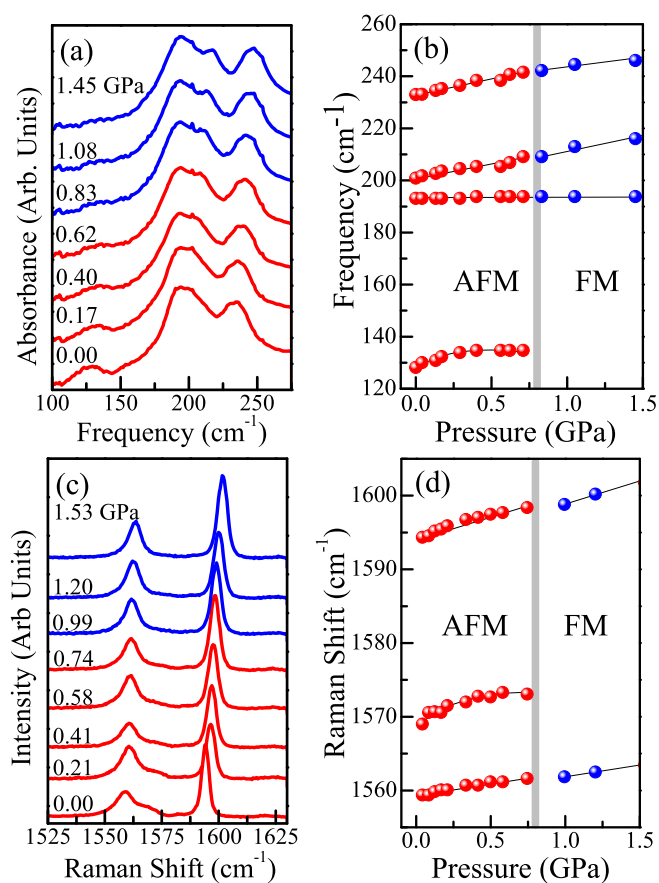 (a)
1.45 GPa
1.08
0.83
0.62
0.40
0.17
0.00
Absorbance (Arb. Units)
100 150 200 250
Frequency (cm-1)
(b)
260
240
220
200
180
160
140
120
Frequency (cm-1)
AFM FM
0.0 0.5 1.0 1.5
Pressure (GPa)
(c)
1.53 GPa
1.20
0.99
0.74
0.58
0.41
0.21
0.00
Intensity (Arb Units)
1525 1550 1575 1600 1625
Raman Shift (cm-1)
(d)
1600
1590
1580
1570
1560
Raman Shift (cm-1)
AFM FM
0.0 0.5 1.0 1.5
Pressure (GPa)